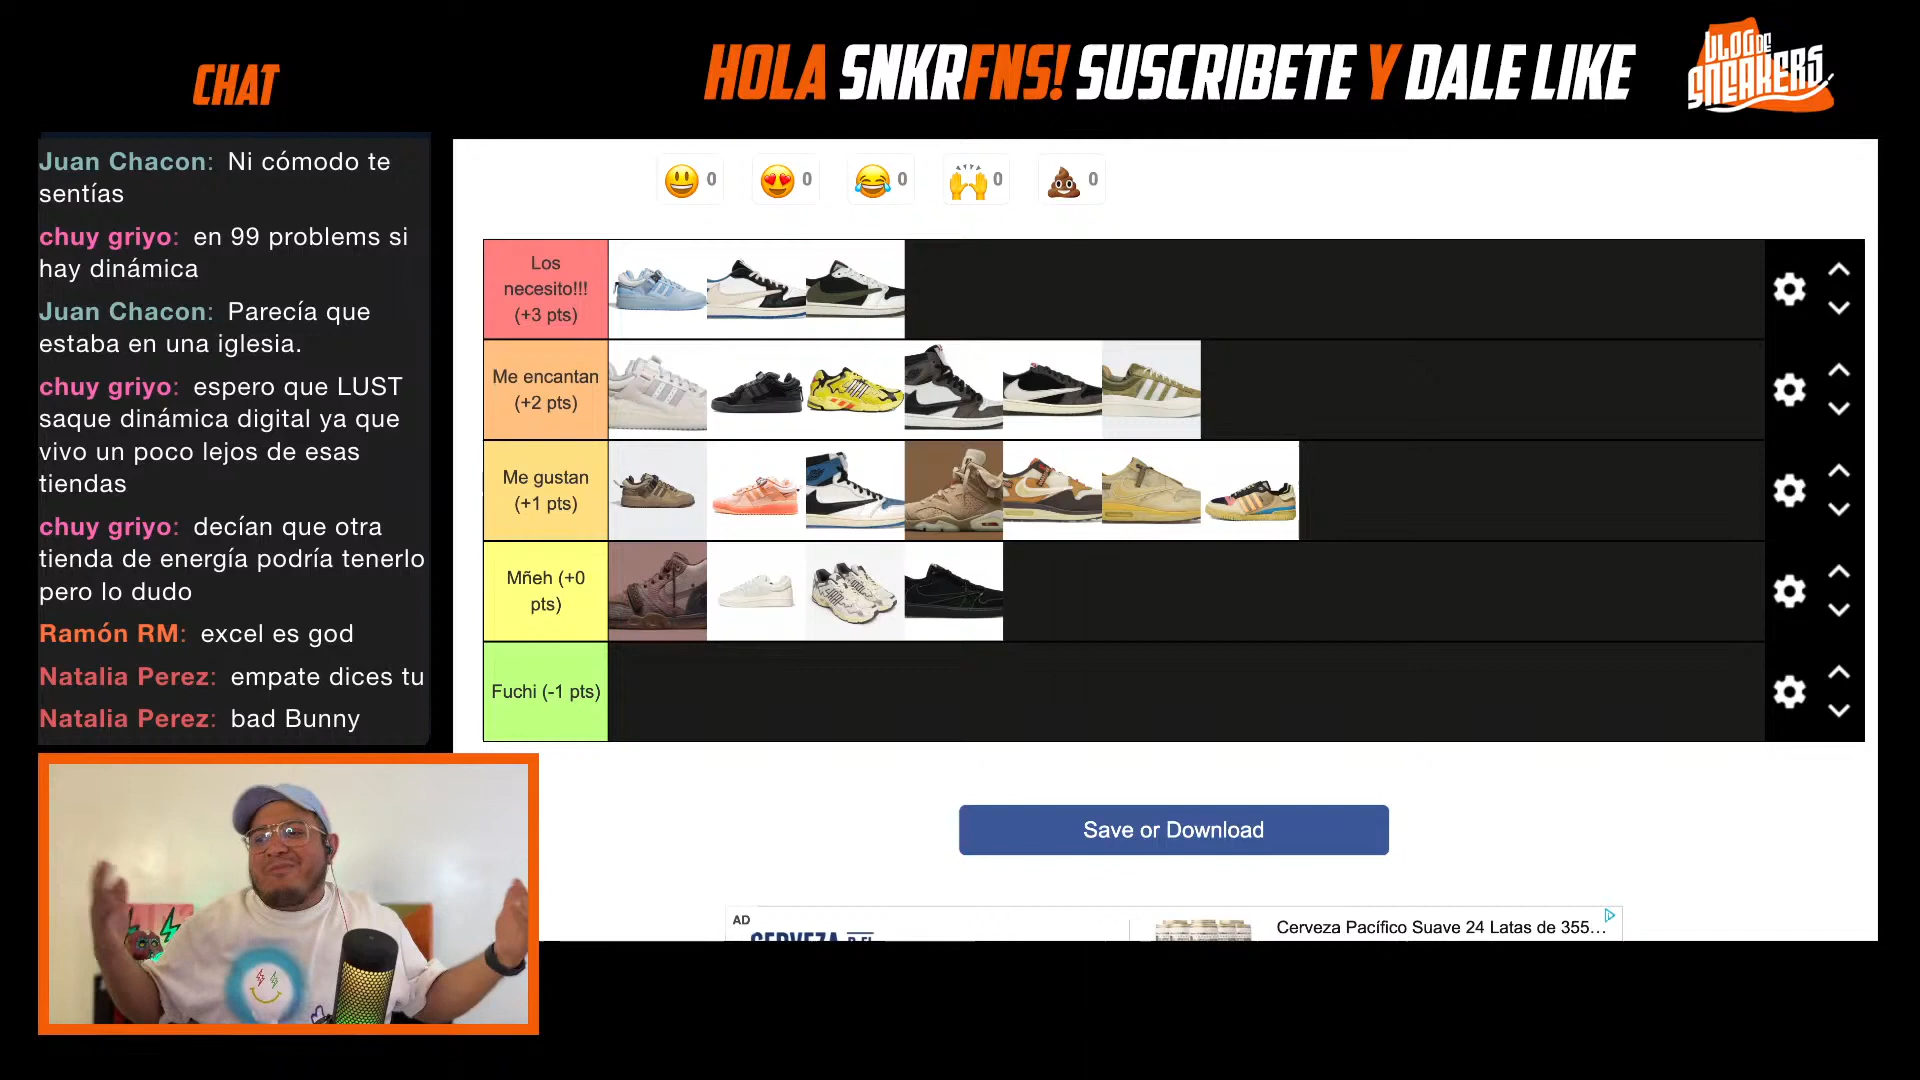 CHAT
HOLA SNKRFNS! SUSCRIBETE Y DALE LIKE
VLOG DE
SNEAKERS
Juan Chacon: Ni cómodo te
sentías
chuy griyo: en 99 problems si
hay dinámica
Juan Chacon: Parecía que
estaba en una iglesia.
chuy griyo: espero que LUST
saque dinámica digital ya que
vivo un poco lejos de esas
tiendas
chuy griyo: decían que otra
tienda de energía podría tenerlo
pero lo dudo
Ramón RM: excel es god
Natalia Perez: empate dices tu
Natalia Perez: bad Bunny
0
0
0
0
0
Los
necesito!!!
(+3 pts)
Me encantan
(+2 pts)
Me gustan
(+1 pts)
Mñeh (+0
pts)
Fuchi (-1 pts)
Save or Download
AD
CERVEZA
Cerveza Pacífico Suave 24 Latas de 355...